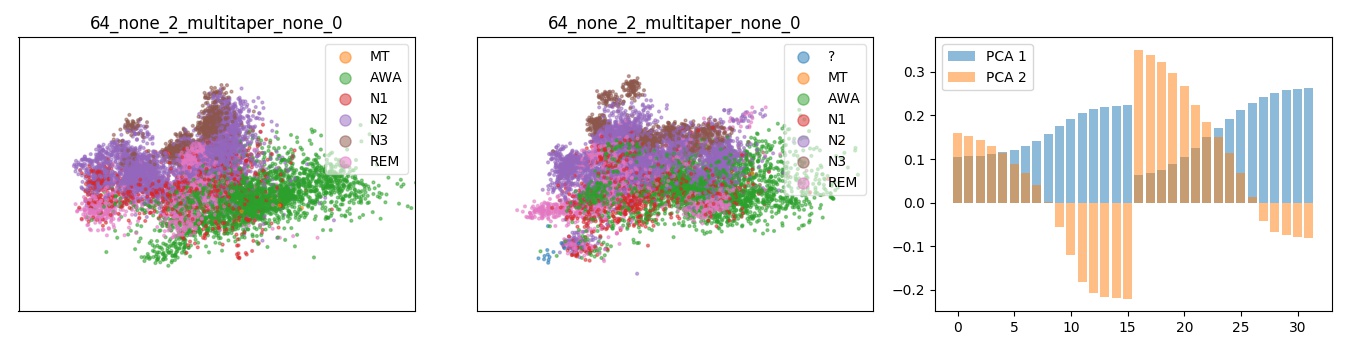 64_none_2_multitaper_none_0
MT
AWA
N1
N2
N3
REM
64_none_2_multitaper_none_0
?
MT
AWA
N1
N2
N3
REM
PCA 1
PCA 2
0.3
0.2
0.1
0.0
−0.1
−0.2
0 5 10 15 20 25 30